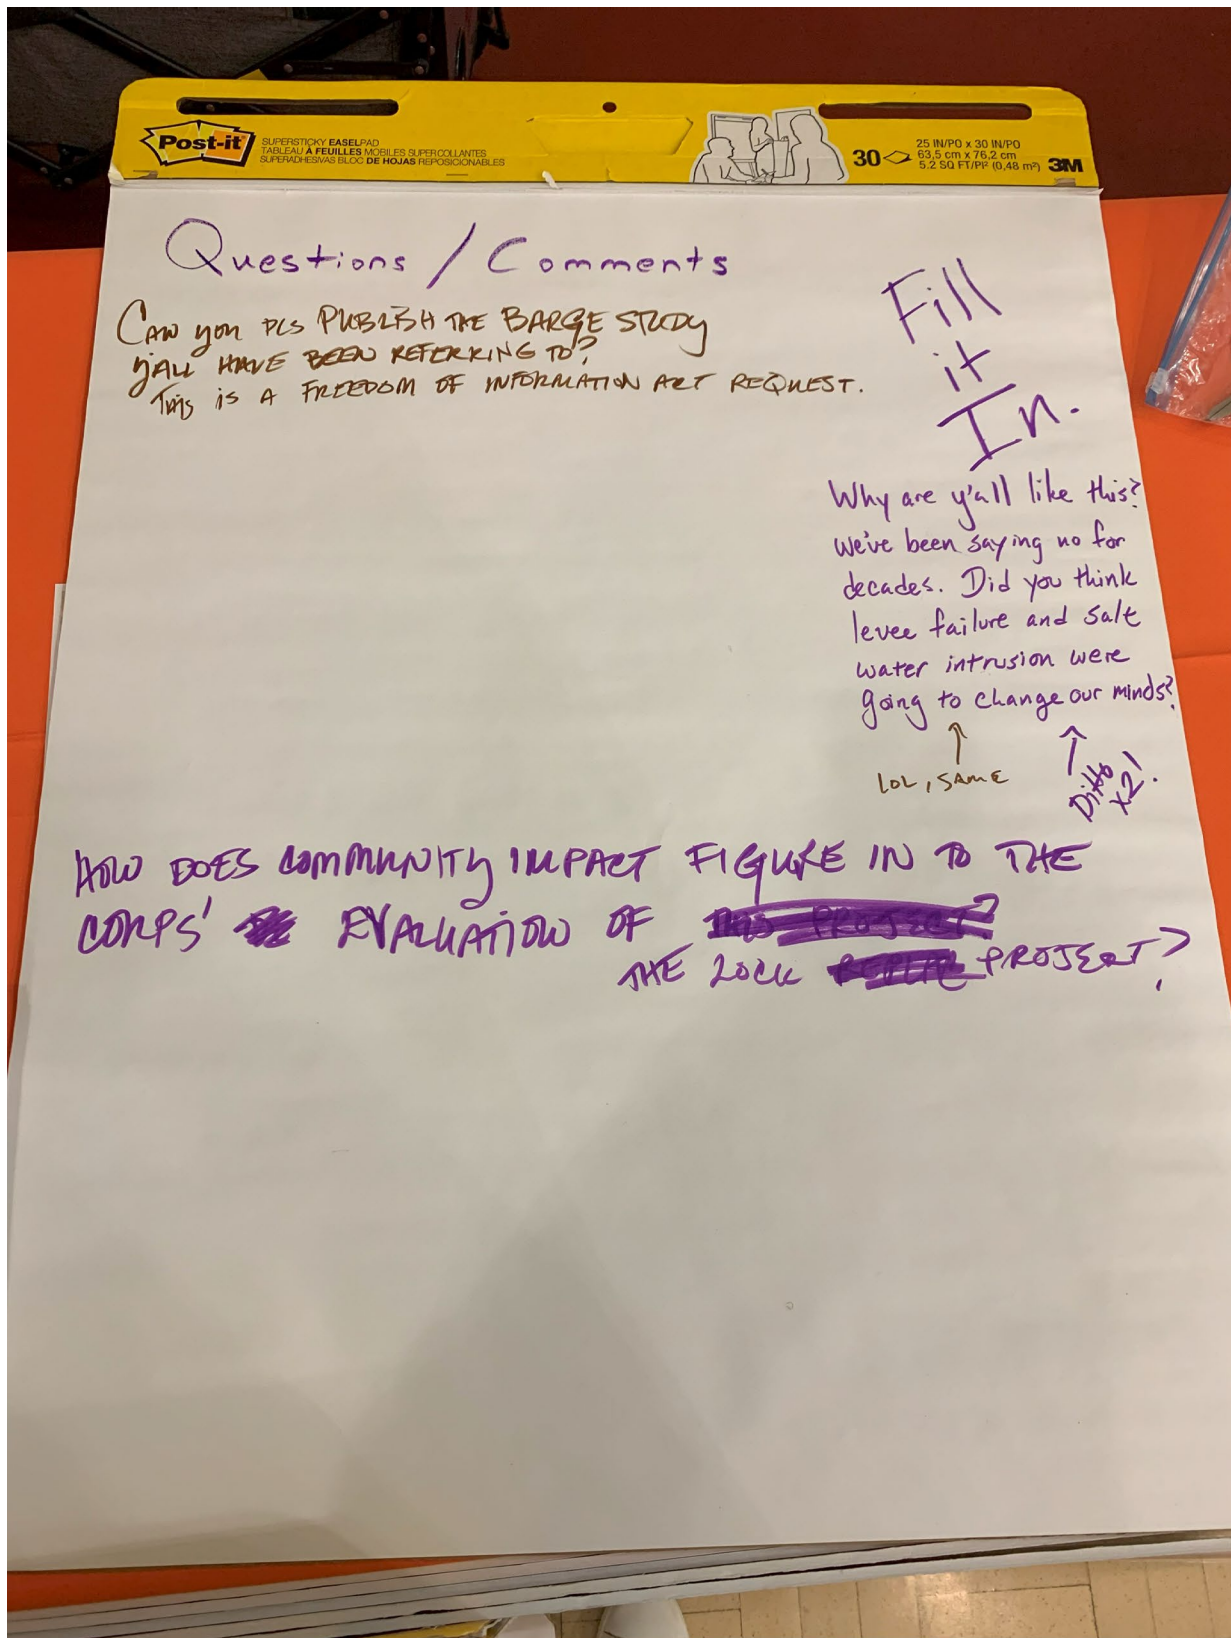 Post-it
SUPERSTICKY EASELPAD
TABLEAU À FEUILLES MOBILES SUPERCOLLANTES
SUPERADHESIVAS BLOC DE HOJAS REPOSICIONABLES
30
25 IN/PO x 30 IN/PO
63,5 cm x 76,2 cm
5.2 SQ FT/PI² (0,48 m²)
3M
Questions / Comments
CAN YOU PLS PUBLISH THE BARGE STUDY
Y'ALL HAVE BEEN REFERRING TO?
THIS IS A FREEDOM OF INFORMATION ACT REQUEST.
Fill
it
In.
Why are y'all like this?
We've been saying no for
decades. Did you think
levee failure and salt
water intrusion were
going to change our minds?
LOL, SAME
Ditto
x2!
HOW DOES COMMUNITY IMPACT FIGURE IN TO THE
CORPS' EVALUATION OF THIS PROJECT?
THE LOCK PROJECT?